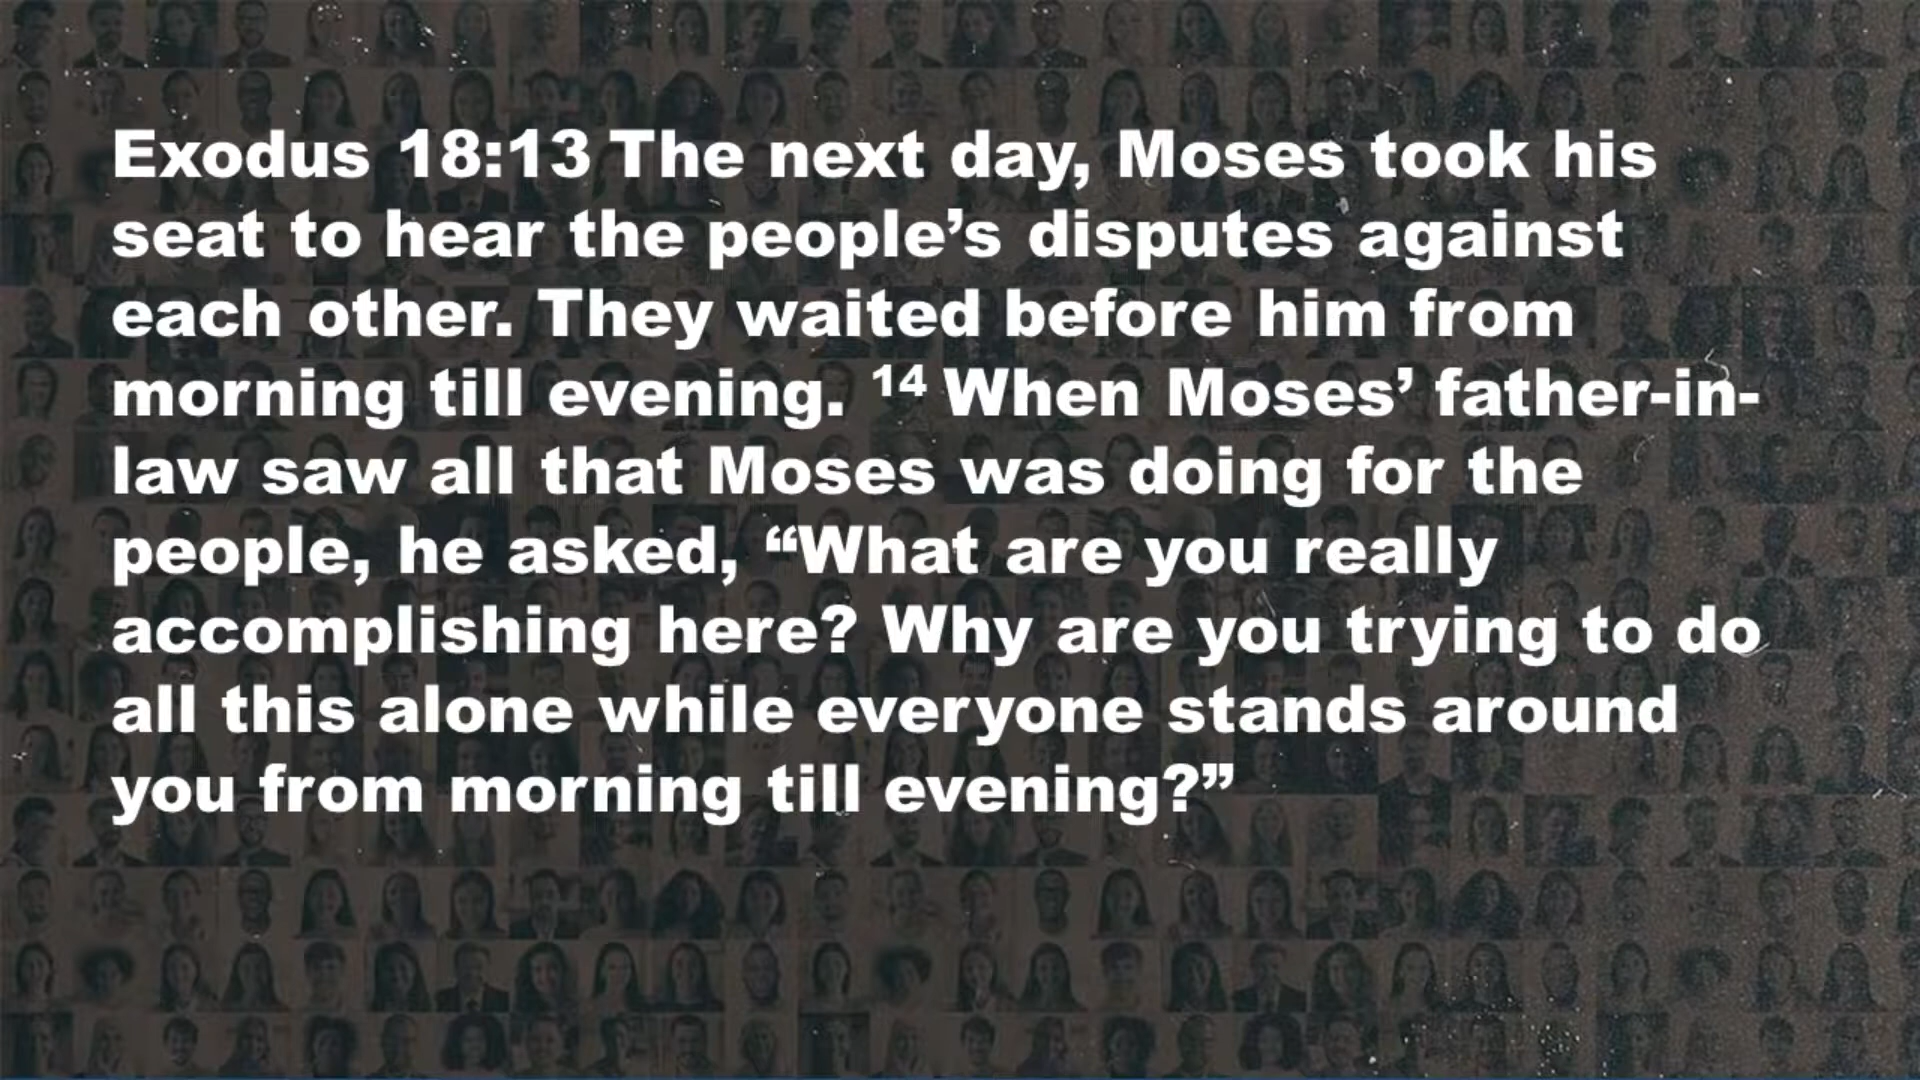 Exodus 18:13 The next day, Moses took his
seat to hear the people’s disputes against
each other. They waited before him from
morning till evening. ¹⁴ When Moses’ father-in-
law saw all that Moses was doing for the
people, he asked, “What are you really
accomplishing here? Why are you trying to do
all this alone while everyone stands around
you from morning till evening?”